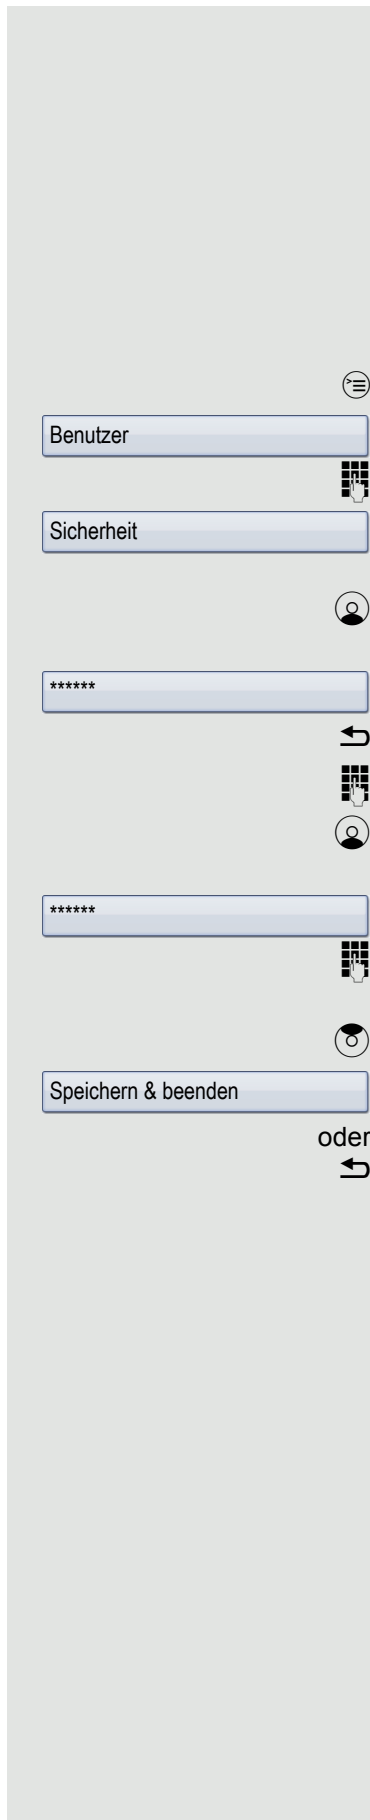 Benutzer
Sicherheit
******
******
Speichern & beenden
oder